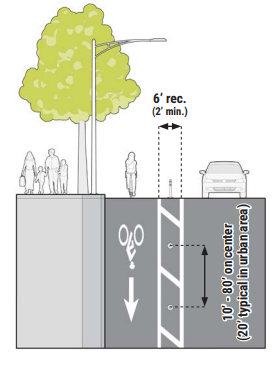 6' rec.
(2' min.)
10' - 80' on center
(20' typical in urban area)